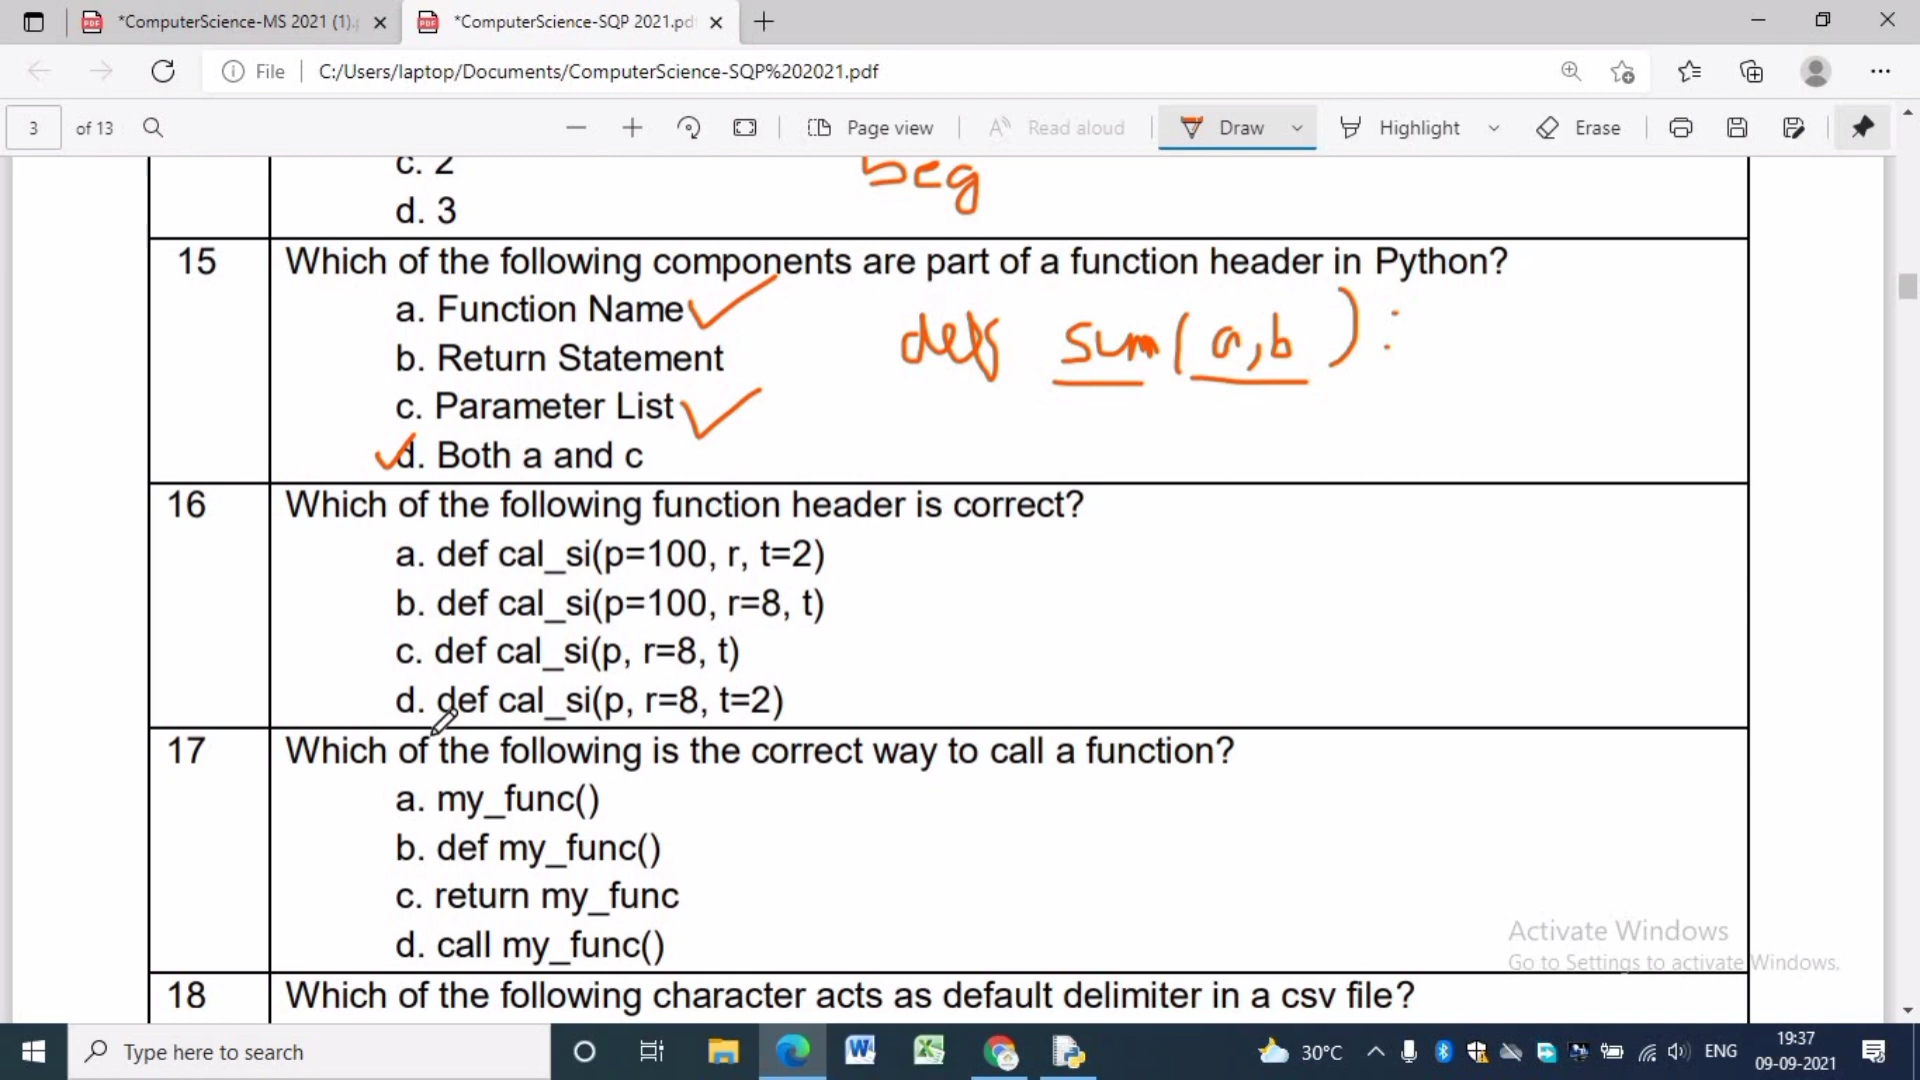 *ComputerScience-MS 2021 (1).
*ComputerScience-SQP 2021.pd
File
C:/Users/laptop/Documents/ComputerScience-SQP%202021.pdf
3
of 13
Page view
Read aloud
Draw
Highlight
Erase
c. 2
beg
d. 3
15
Which of the following components are part of a function header in Python?
a. Function Name
b. Return Statement
def sum(a,b):
c. Parameter List
d. Both a and c
16
Which of the following function header is correct?
a. def cal_si(p=100, r, t=2)
b. def cal_si(p=100, r=8, t)
c. def cal_si(p, r=8, t)
d. def cal_si(p, r=8, t=2)
17
Which of the following is the correct way to call a function?
a. my_func()
b. def my_func()
c. return my_func
d. call my_func()
Activate Windows
Go to Settings to activate Windows.
18
Which of the following character acts as default delimiter in a csv file?
Type here to search
30°C
ENG
19:37
09-09-2021